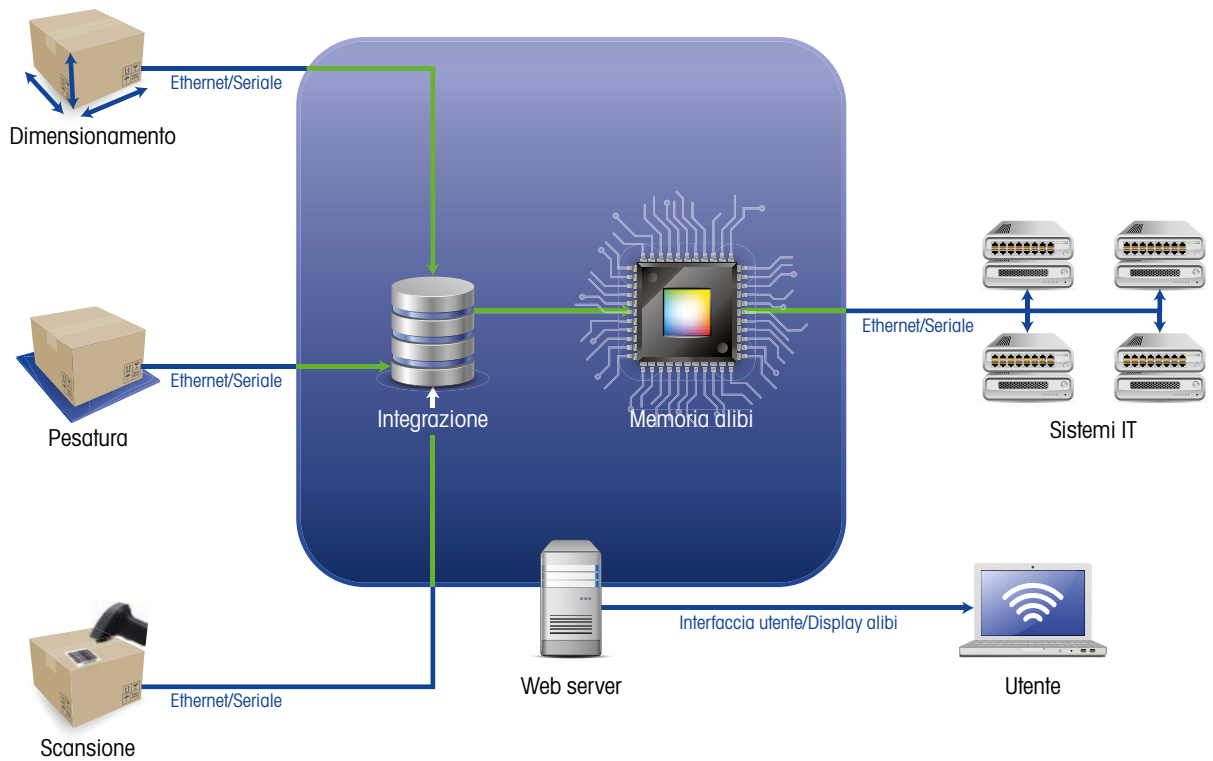 Ethernet/Seriale
Dimensionamento
Ethernet/Seriale
Ethernet/Seriale
Integrazione
Memoria alibi
Pesatura
Sistemi IT
Interfaccia utente/Display alibi
Web server
Utente
Ethernet/Seriale
Scansione